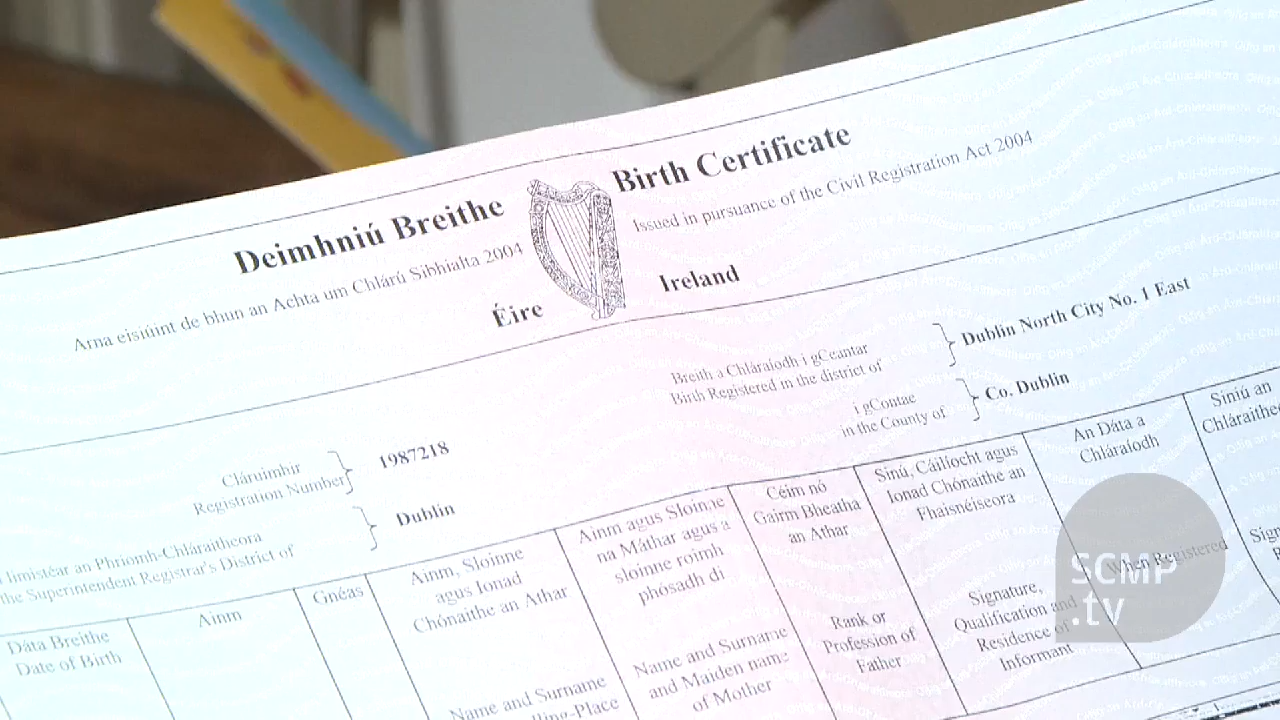 Deimhniú Breithe
Arna eisiúint de bhun an Achta um Chlárú Sibhialta 2004
Éire
Birth Certificate
Issued in pursuance of the Civil Registration Act 2004
Ireland
Breith a Chláraíodh i gCeantar
Birth Registered in the district of
Dublin North City No. 1 East
i gContae
in the County of
Co. Dublin
Cláruimhir
Registration Number
1987218
limistéar an Phríomh-Chláraitheora
the Superintendent Registrar's District of
Dublin
Dáta Breithe
Date of Birth
Ainm
Gnéas
Ainm, Sloinne
agus Ionad
Chónaithe an Athar
Name and Surname
Ainm agus Sloinne
na Máthar agus a
sloinne roimh
phósadh di
Name and Surname
and Maiden name
of Mother
Céim nó
Gairm Bheatha
an Athar
Rank or
Profession of
Father
Síniú, Cáilíocht agus
Ionad Chónaithe an
Fhaisnéiseora
Signature,
Qualification and
Residence of
Informant
An Dáta a
Chláraíodh
When Registered
Síniú an
SCMP
.tv